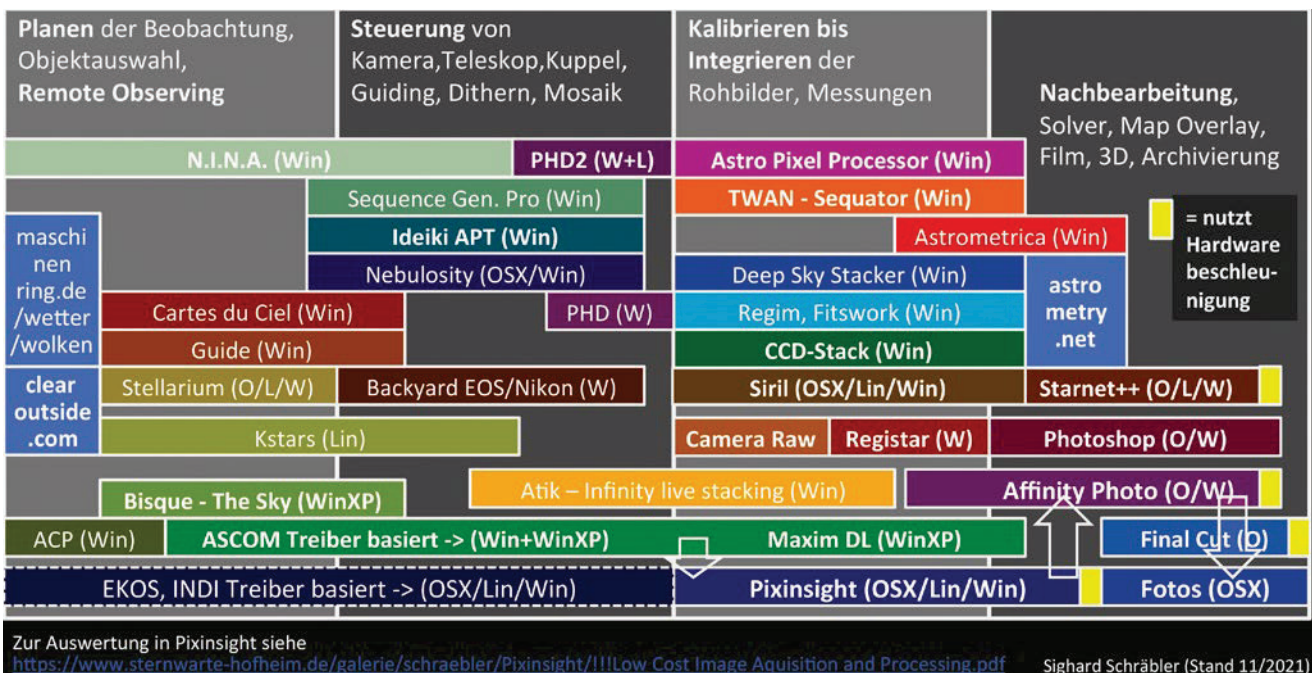 Planen der Beobachtung,
Objektauswahl,
Remote Observing
Steuerung von
Kamera,Teleskop,Kuppel,
Guiding, Dithern, Mosaik
Kalibrieren bis
Integrieren der
Rohbilder, Messungen
Nachbearbeitung,
Solver, Map Overlay,
Film, 3D, Archivierung
N.I.N.A. (Win)
PHD2 (W+L)
Astro Pixel Processor (Win)
Sequence Gen. Pro (Win)
TWAN - Sequator (Win)
= nutzt
Hardware
beschleu-
nigung
maschi
nen
ring.de
/wetter
/wolken
Ideiki APT (Win)
Astrometrica (Win)
Nebulosity (OSX/Win)
Deep Sky Stacker (Win)
astro
metry
.net
Cartes du Ciel (Win)
PHD (W)
Regim, Fitswork (Win)
Guide (Win)
CCD-Stack (Win)
clear
outside
.com
Stellarium (O/L/W)
Backyard EOS/Nikon (W)
Siril (OSX/Lin/Win)
Starnet++ (O/L/W)
Kstars (Lin)
Camera Raw
Registar (W)
Photoshop (O/W)
Bisque - The Sky (WinXP)
Atik – Infinity live stacking (Win)
Affinity Photo (O/W)
ACP (Win)
ASCOM Treiber basiert -> (Win+WinXP)
Maxim DL (WinXP)
Final Cut (O)
EKOS, INDI Treiber basiert -> (OSX/Lin/Win)
Pixinsight (OSX/Lin/Win)
Fotos (OSX)
Zur Auswertung in Pixinsight siehe
https://www.sternwarte-hofheim.de/galerie/schraebler/Pixinsight/!!!Low Cost Image Aquisition and Processing.pdf
Sighard Schräbler (Stand 11/2021)